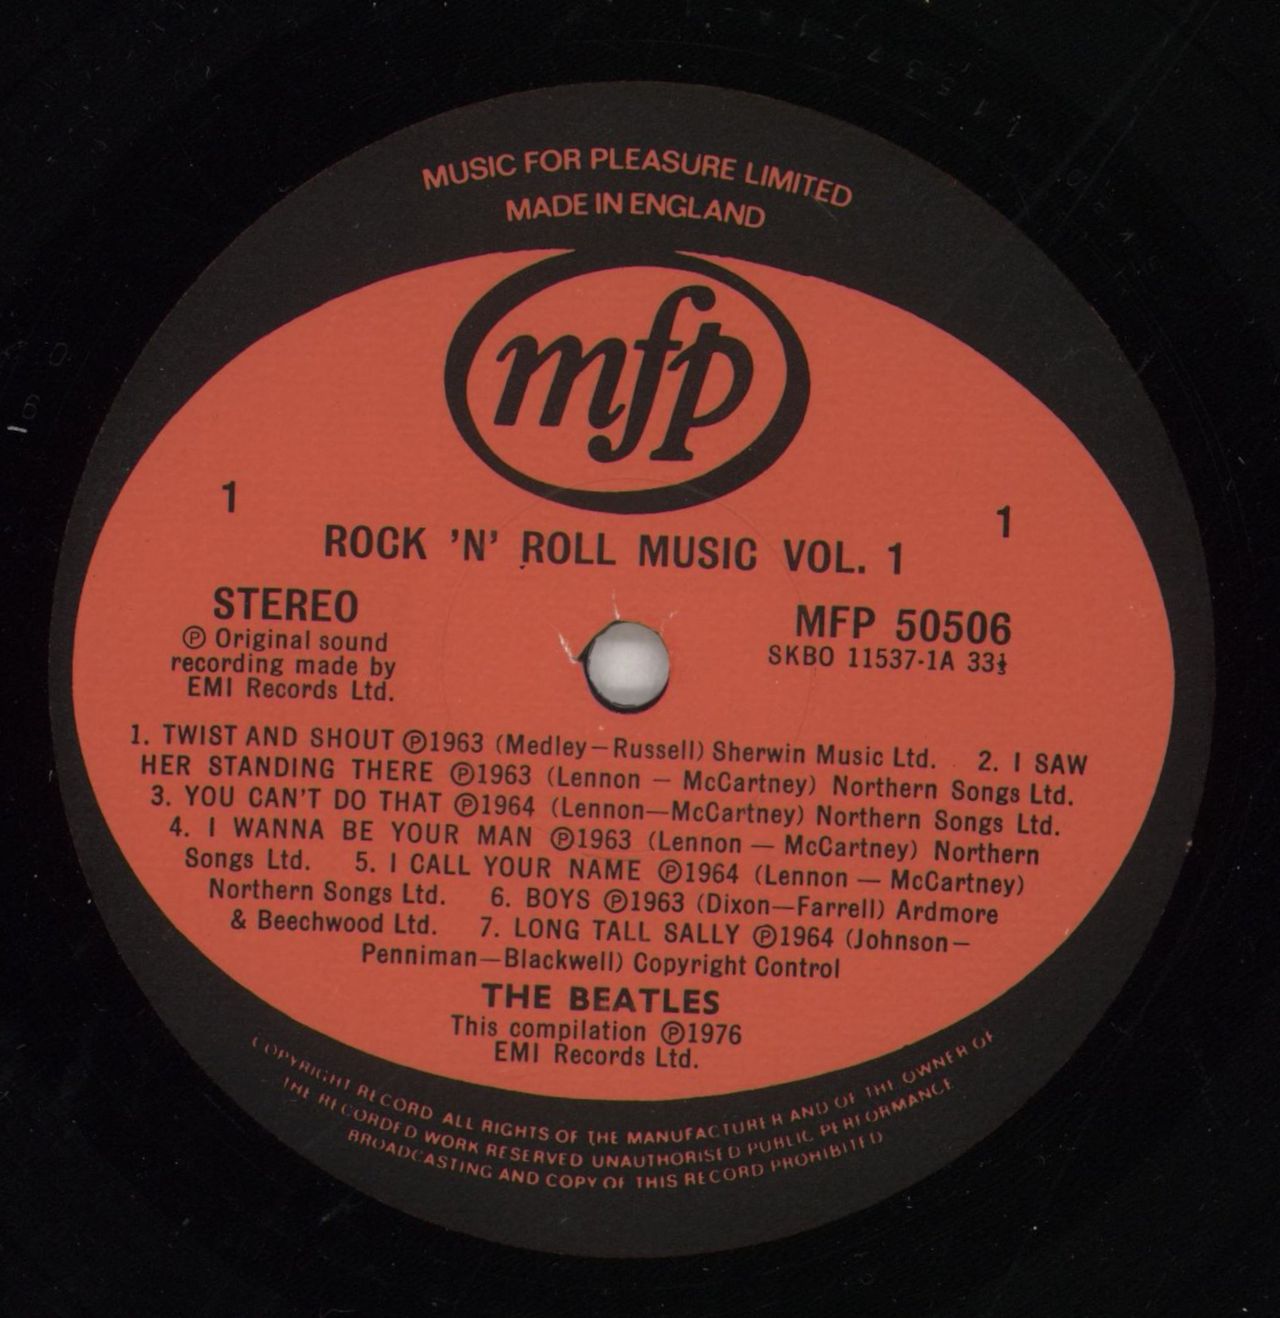 MUSIC FOR PLEASURE LIMITED
MADE IN ENGLAND
mfp
1
1
ROCK 'N' ROLL MUSIC VOL. 1
STEREO
℗ Original sound
recording made by
EMI Records Ltd.
MFP 50506
SKBO 11537-1A 33⅓
1. TWIST AND SHOUT ℗1963 (Medley—Russell) Sherwin Music Ltd. 2. I SAW
HER STANDING THERE ℗1963 (Lennon — McCartney) Northern Songs Ltd.
3. YOU CAN'T DO THAT ℗1964 (Lennon—McCartney) Northern Songs Ltd.
4. I WANNA BE YOUR MAN ℗1963 (Lennon — McCartney) Northern
Songs Ltd. 5. I CALL YOUR NAME ℗1964 (Lennon — McCartney)
Northern Songs Ltd. 6. BOYS ℗1963 (Dixon—Farrell) Ardmore
& Beechwood Ltd. 7. LONG TALL SALLY ℗1964 (Johnson—
Penniman—Blackwell) Copyright Control
THE BEATLES
This compilation ℗1976
EMI Records Ltd.
COPYRIGHT RECORD ALL RIGHTS OF THE MANUFACTURER AND OF THE OWNER OF
THE RECORDED WORK RESERVED UNAUTHORISED PUBLIC PERFORMANCE
BROADCASTING AND COPY OF THIS RECORD PROHIBITED